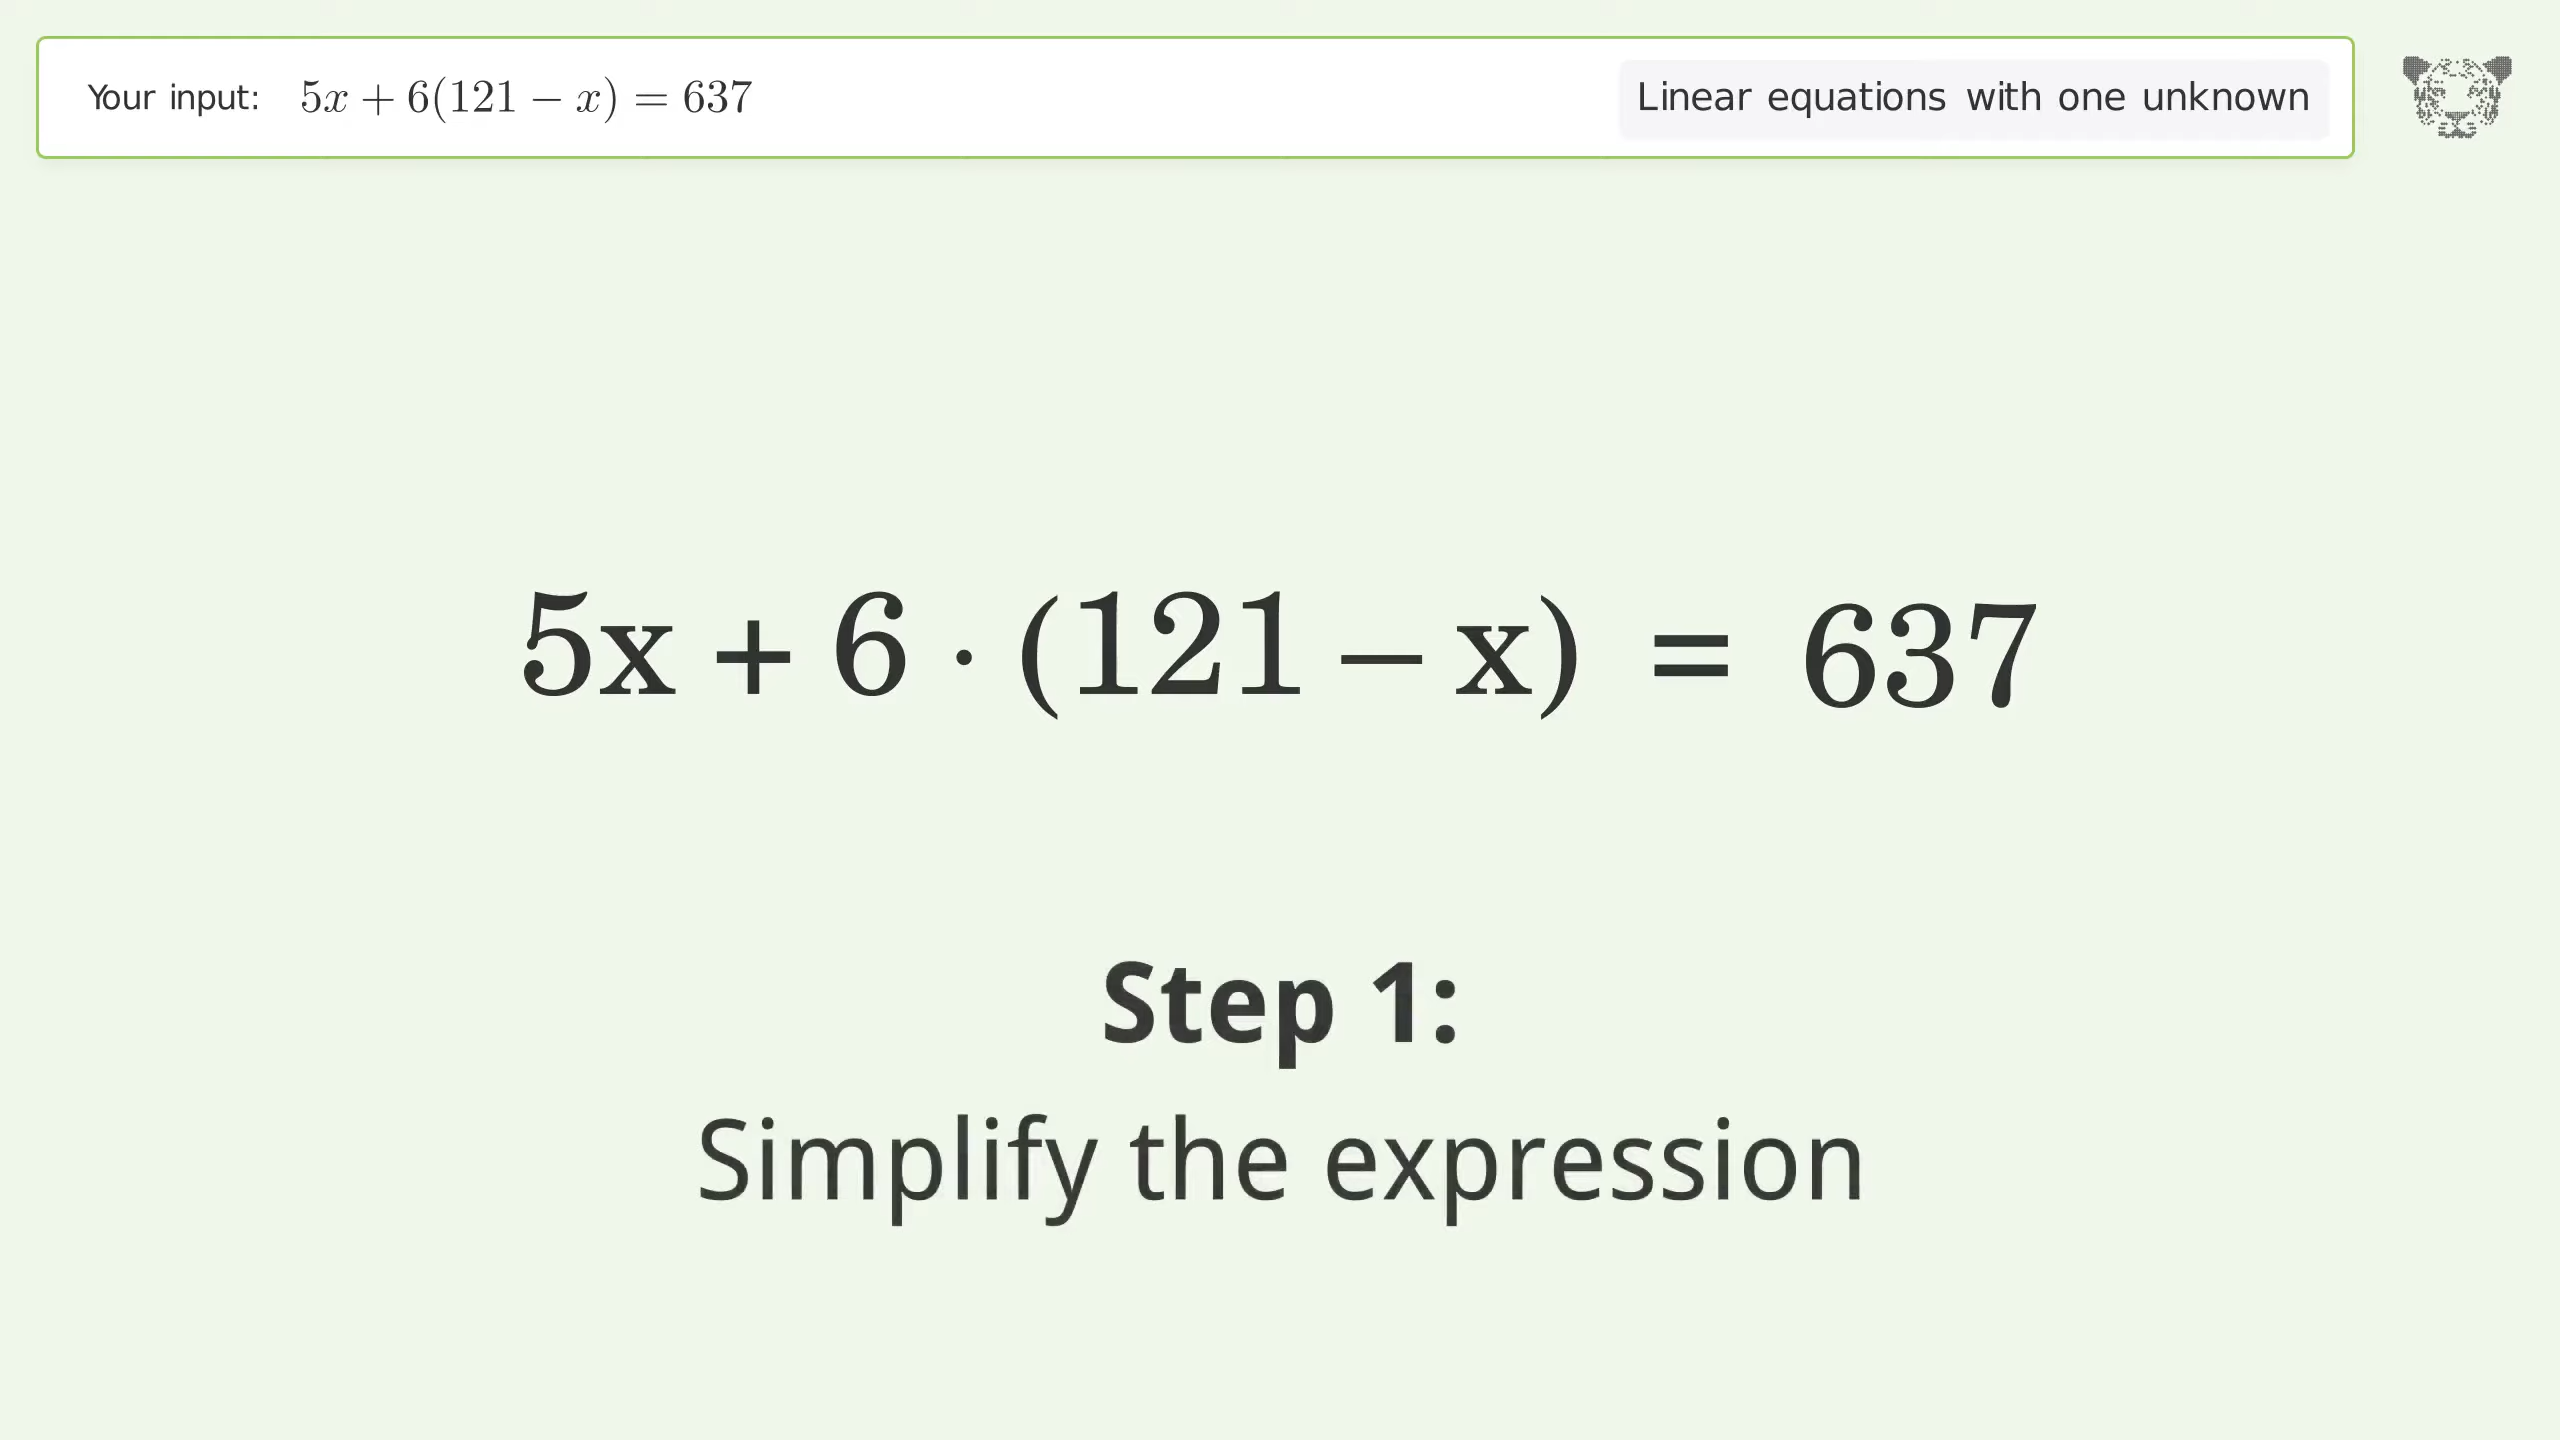 Your input: 5x + 6(121 − x) = 637
Linear equations with one unknown
5x + 6 · (121 − x) = 637
Step 1:
Simplify the expression